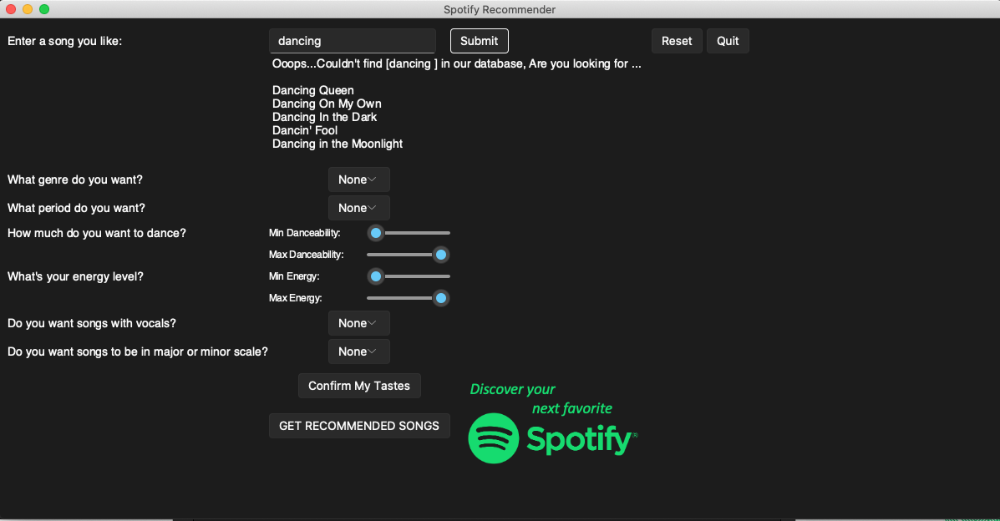 Spotify Recommender
Enter a song you like:
dancing
Submit
Reset
Quit
Ooops...Couldn't find [dancing ] in our database, Are you looking for ...
Dancing Queen
Dancing On My Own
Dancing In the Dark
Dancin' Fool
Dancing in the Moonlight
What genre do you want?
None
What period do you want?
None
How much do you want to dance?
Min Danceability:
Max Danceability:
What's your energy level?
Min Energy:
Max Energy:
Do you want songs with vocals?
None
Do you want songs to be in major or minor scale?
None
Confirm My Tastes
Discover your
next favorite
GET RECOMMENDED SONGS
Spotify®